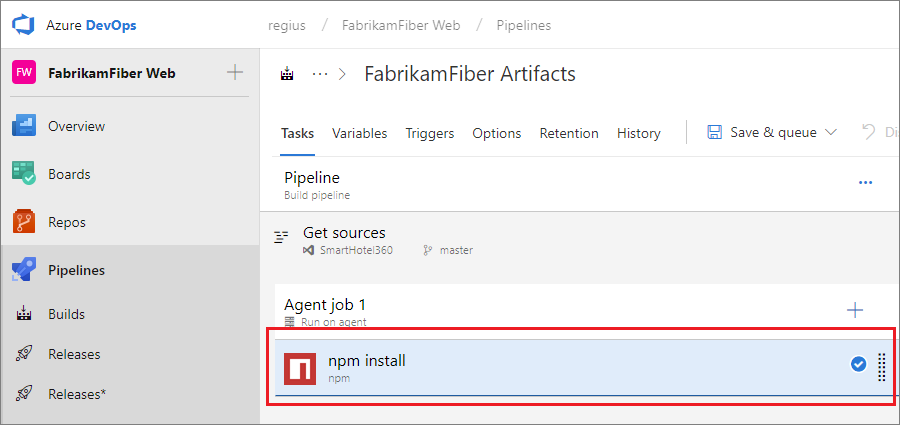 Azure DevOps
regius / FabrikamFiber Web / Pipelines
FW FabrikamFiber Web
Overview
Boards
Repos
Pipelines
Builds
Releases
Releases*
··· > FabrikamFiber Artifacts
Tasks Variables Triggers Options Retention History Save & queue Di
Pipeline
Build pipeline
Get sources
SmartHotel360 master
Agent job 1
Run on agent
npm install
npm